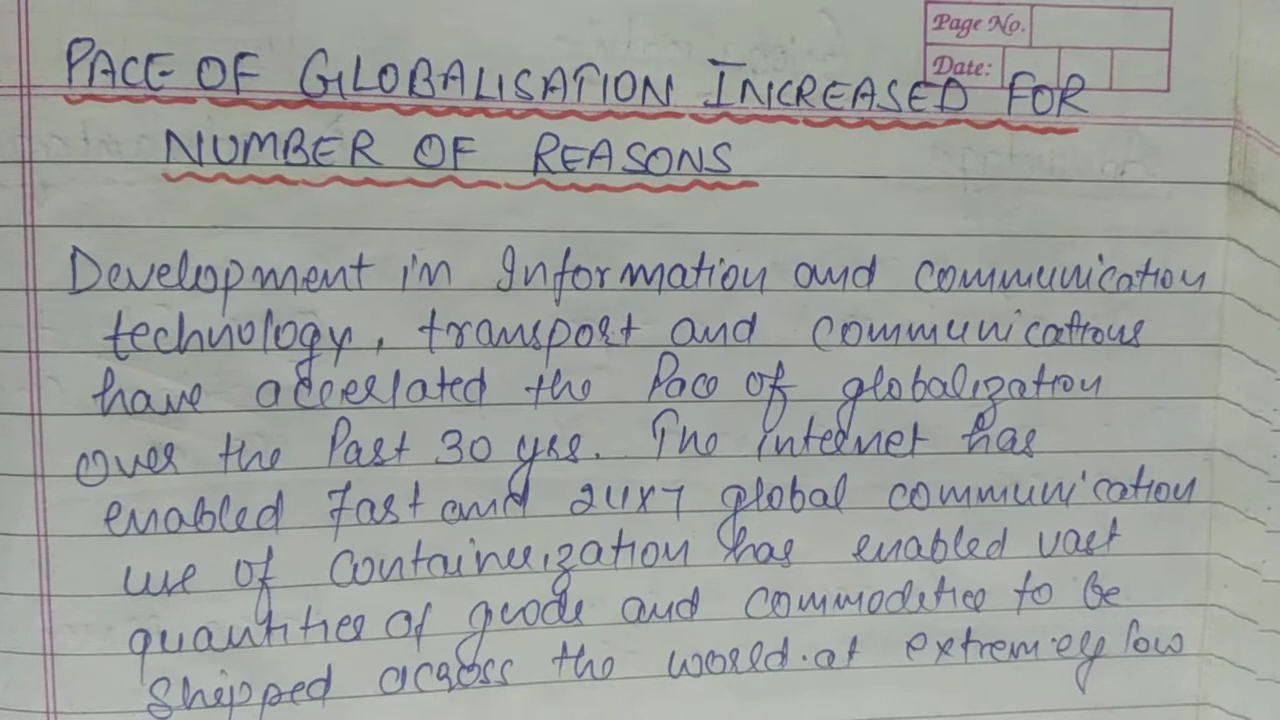 Page No.
Date:
PACE OF GLOBALISATION INCREASED FOR
NUMBER OF REASONS
Development in Information and communication
technology, transport and communications
have acceerlated the Pace of globalization
over the Past 30 yrs. The internet has
enabled fast and 24x7 global communication
use of containerization has enabled vast
quantities of goods and commodities to be
shipped across the world. at extremely low